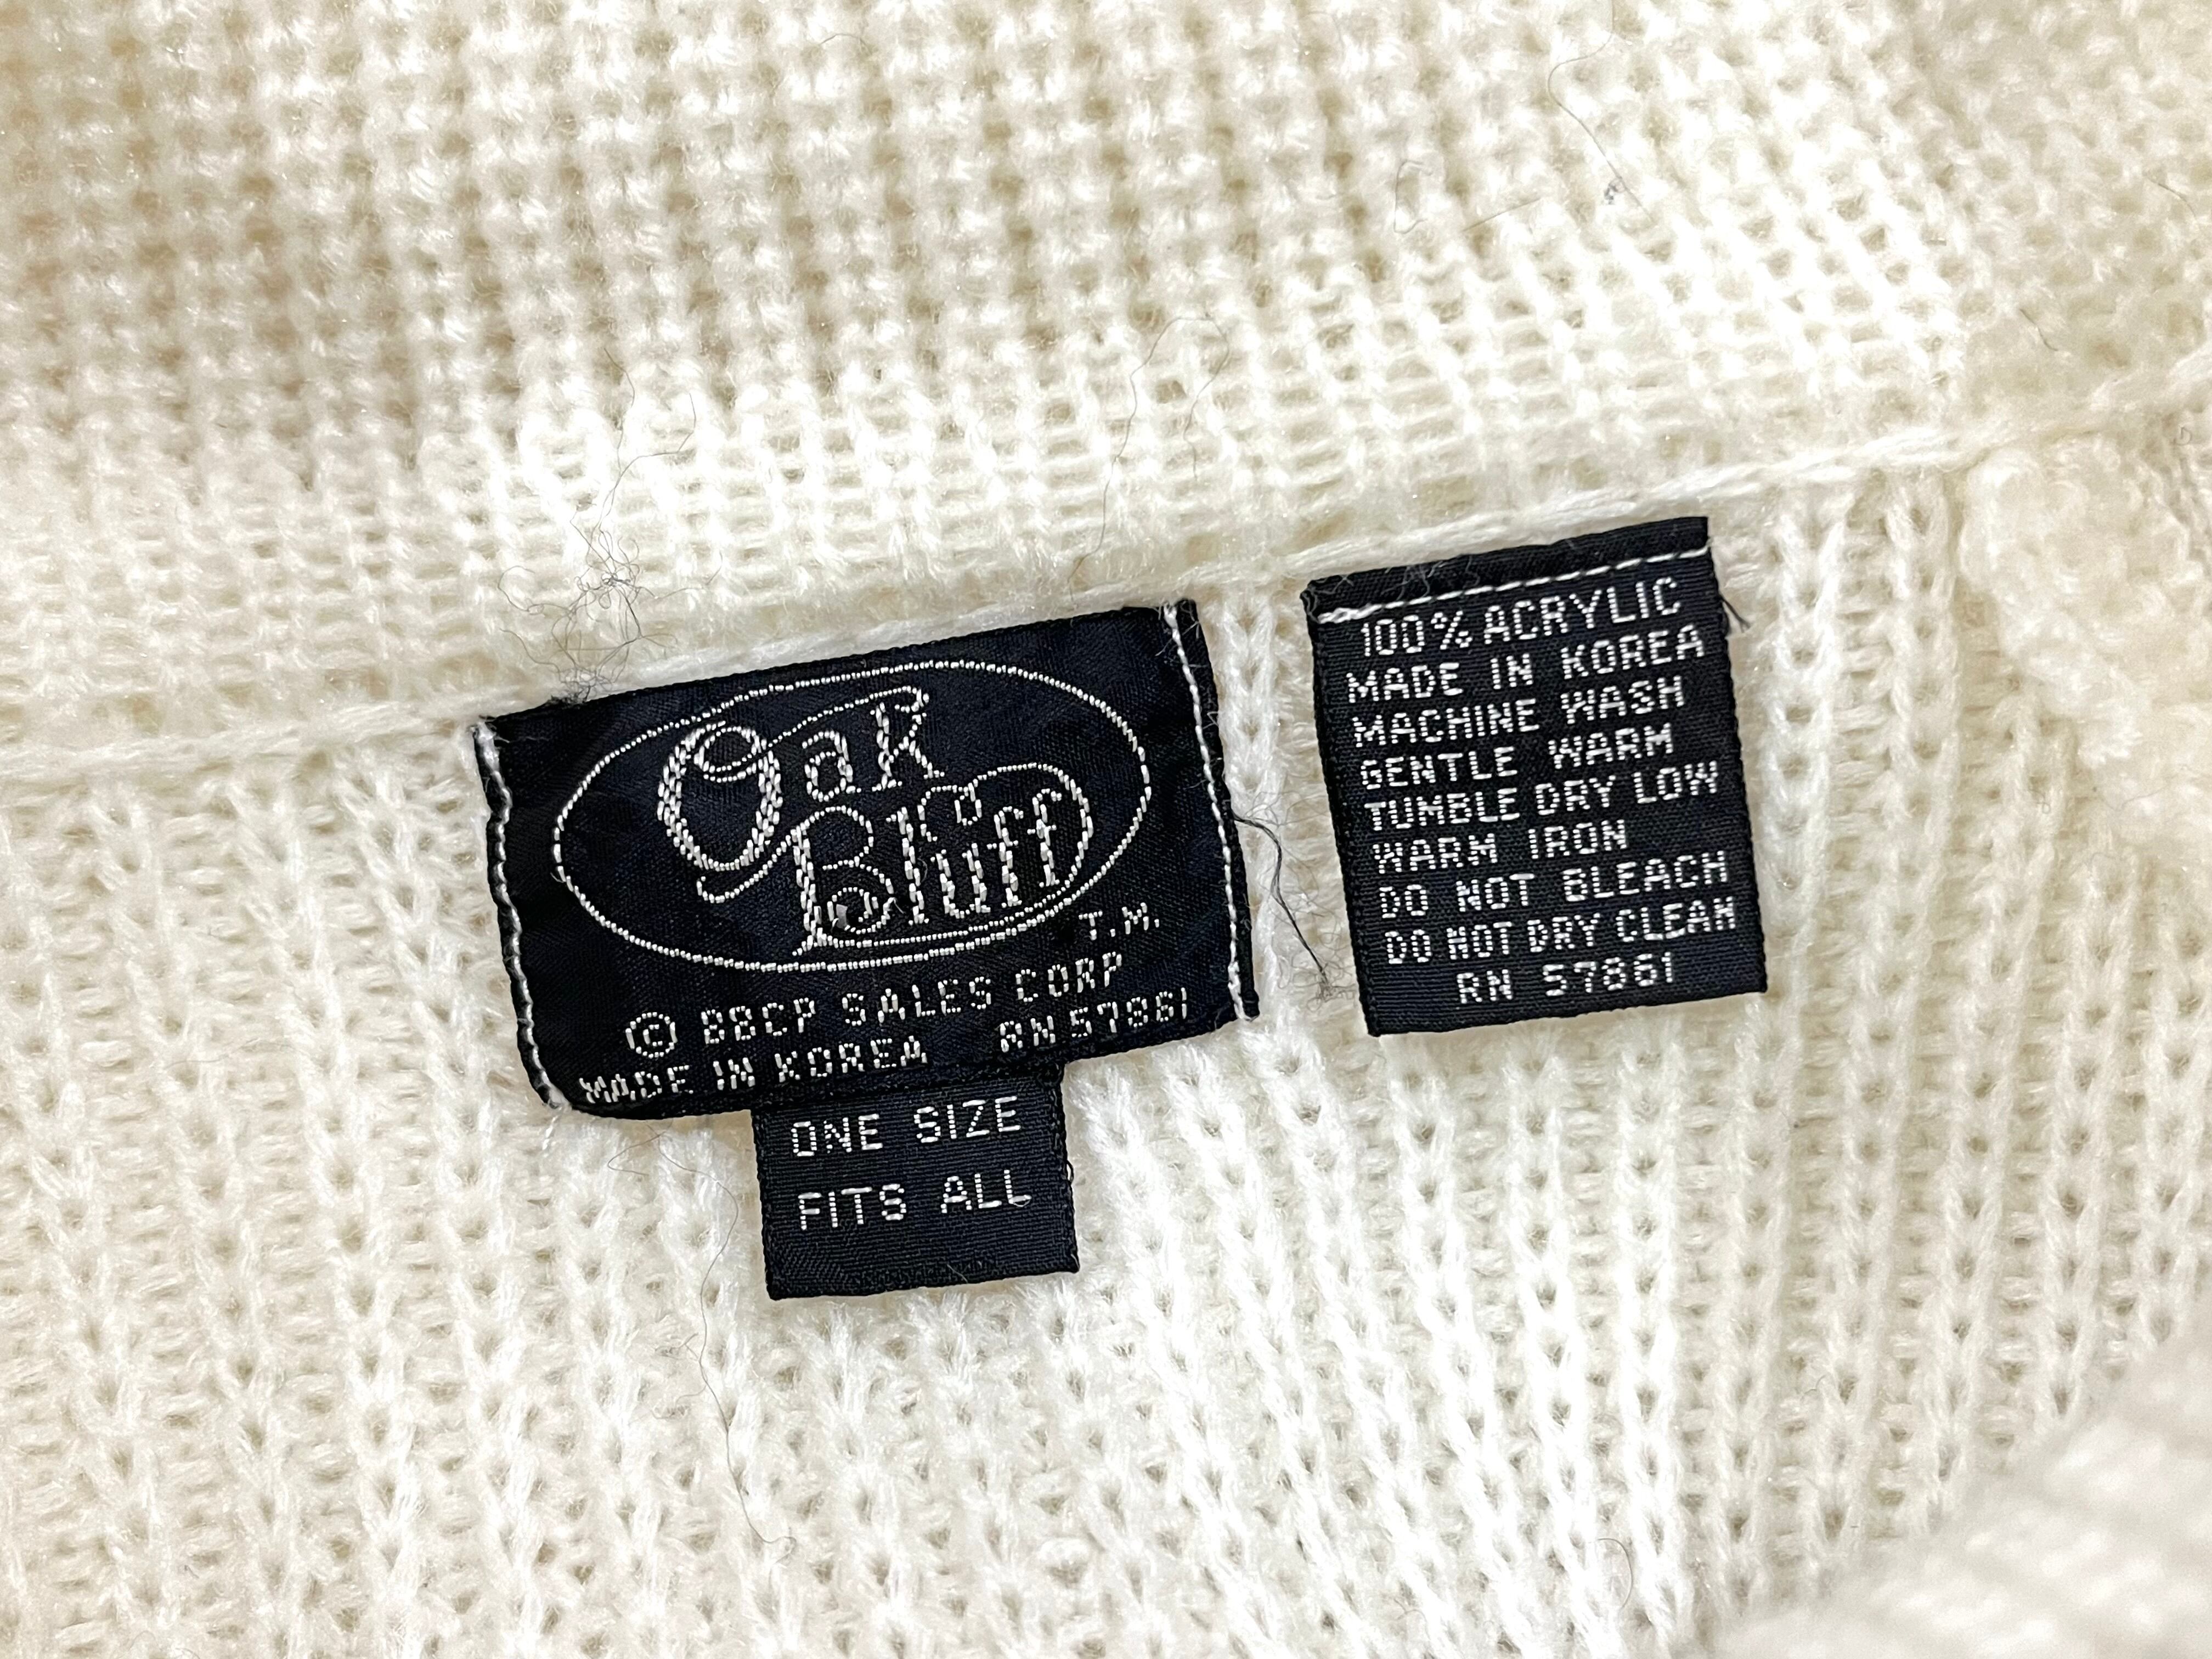 Oak
Bluff
T.M.
© BBCP SALES CORP
MADE IN KOREA RN 57861
ONE SIZE
FITS ALL
100% ACRYLIC
MADE IN KOREA
MACHINE WASH
GENTLE WARM
TUMBLE DRY LOW
WARM IRON
DO NOT BLEACH
DO NOT DRY CLEAN
RN 57861